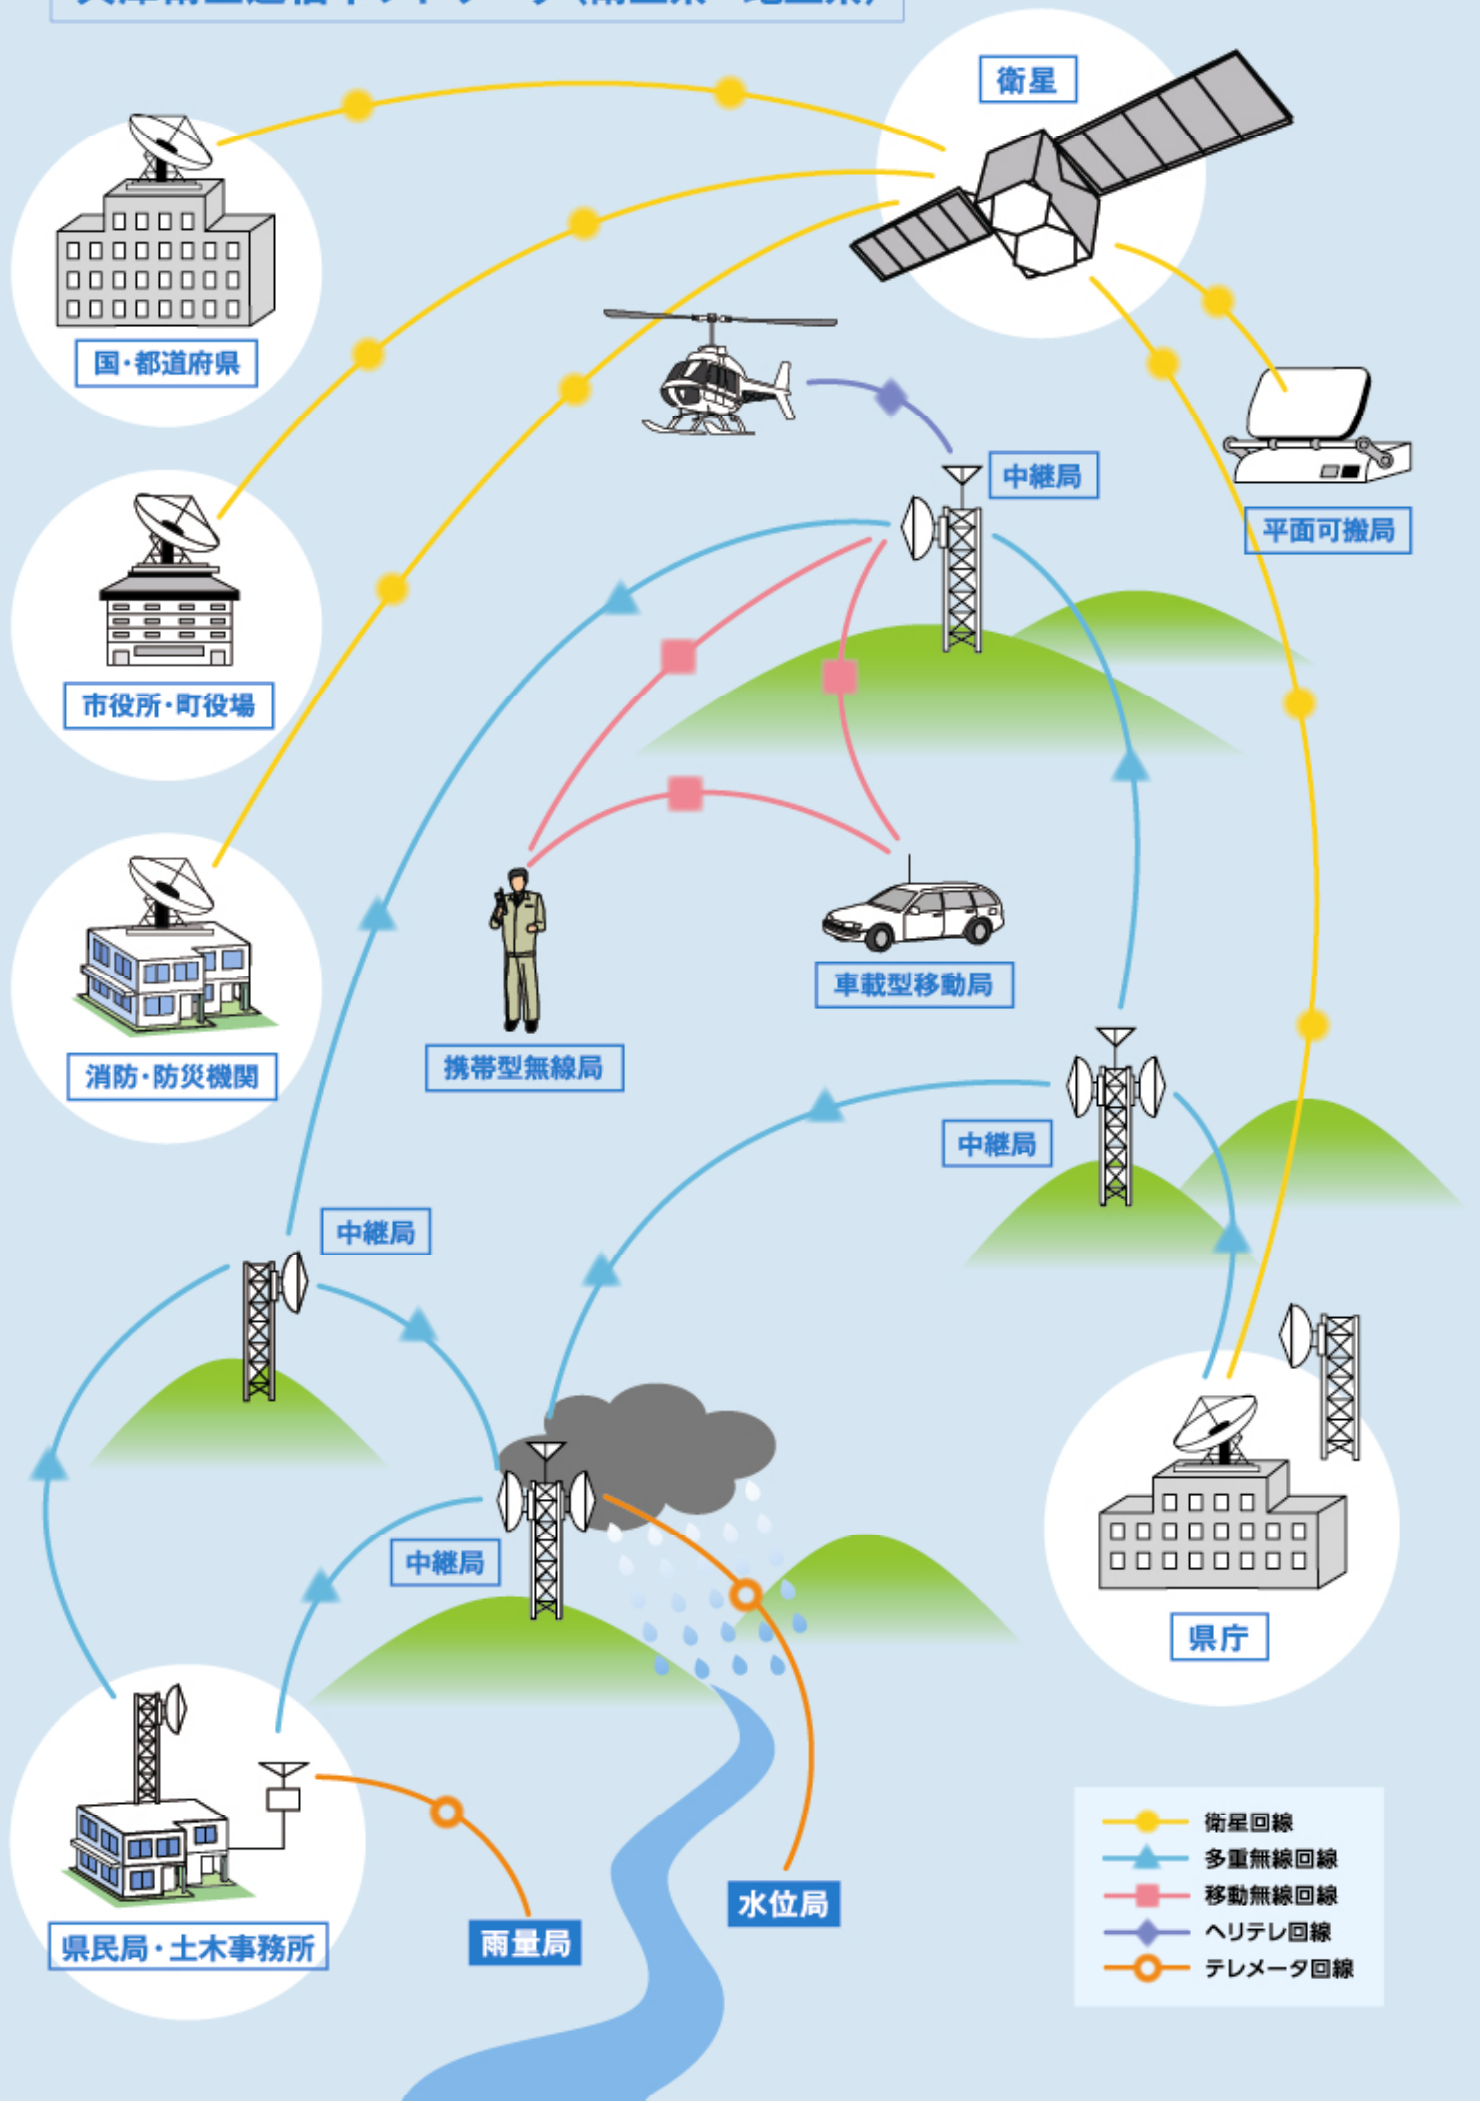 衛星
国・都道府県
中継局
平面可搬局
市役所・町役場
車載型移動局
携帯型無線局
消防・防災機関
中継局
中継局
中継局
県庁
水位局
雨量局
県民局・土木事務所
衛星回線
多重無線回線
移動無線回線
ヘリテレ回線
テレメータ回線